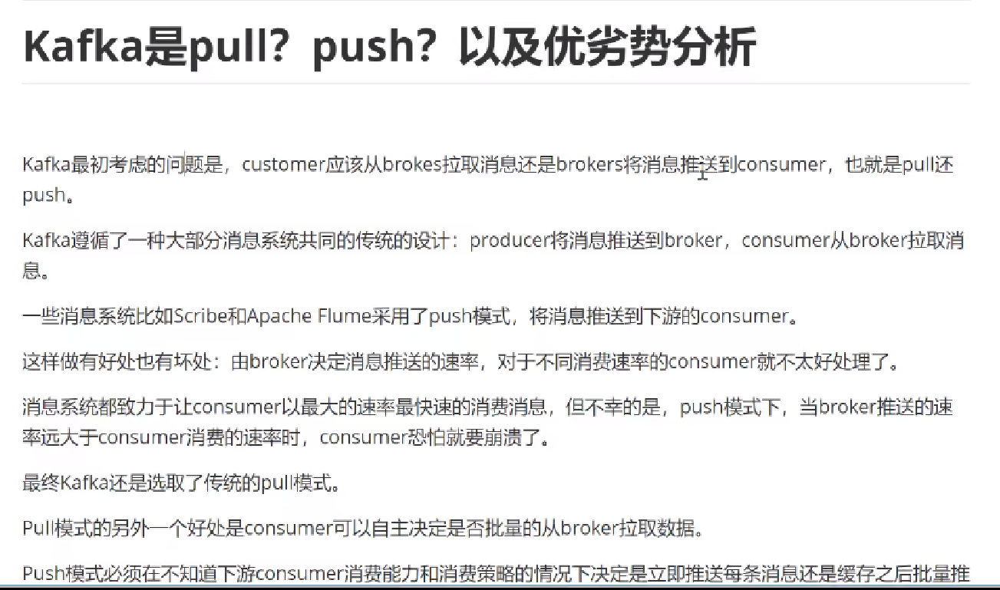 Kafka是pull？push？以及优劣势分析
Kafka最初考虑的问题是，customer应该从brokes拉取消息还是brokers将消息推送到consumer，也就是pull还
push。
Kafka遵循了一种大部分消息系统共同的传统的设计：producer将消息推送到broker，consumer从broker拉取消
息。
一些消息系统比如Scribe和Apache Flume采用了push模式，将消息推送到下游的consumer。
这样做有好处也有坏处：由broker决定消息推送的速率，对于不同消费速率的consumer就不太好处理了。
消息系统都致力于让consumer以最大的速率最快速的消费消息，但不幸的是，push模式下，当broker推送的速
率远大于consumer消费的速率时，consumer恐怕就要崩溃了。
最终Kafka还是选取了传统的pull模式。
Pull模式的另外一个好处是consumer可以自主决定是否批量的从broker拉取数据。
Push模式必须在不知道下游consumer消费能力和消费策略的情况下决定是立即推送每条消息还是缓存之后批量推